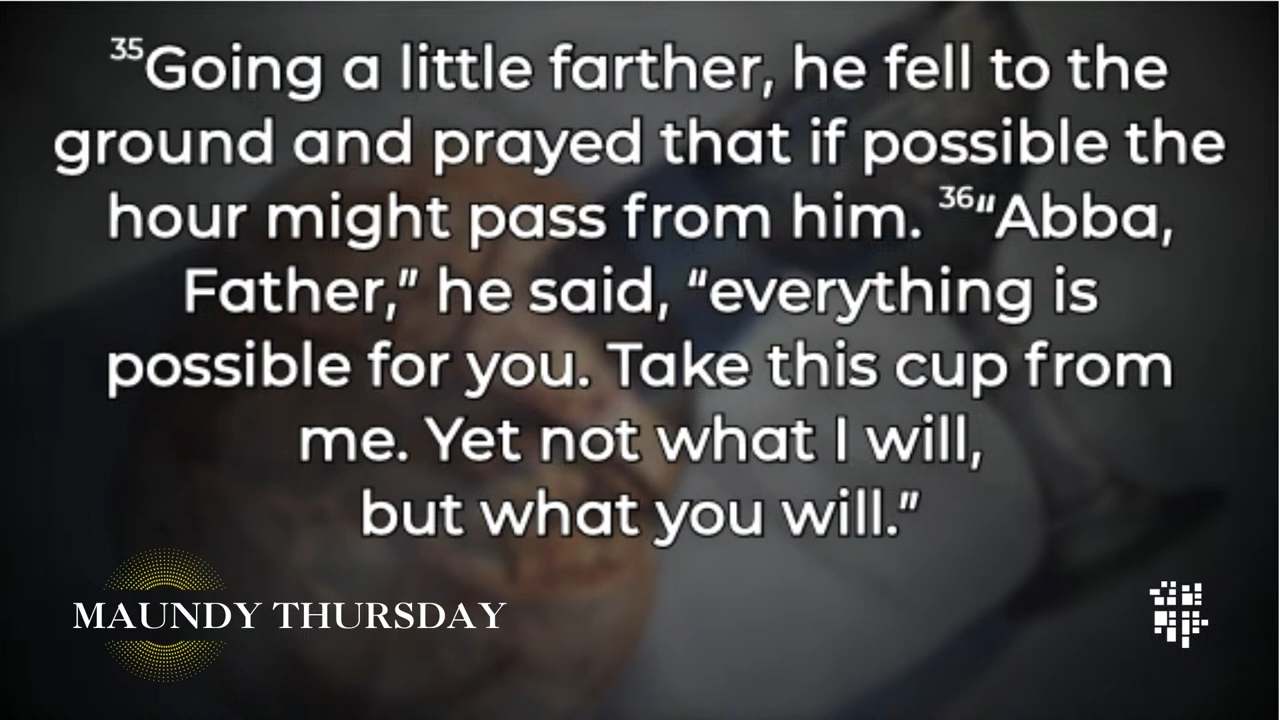 35Going a little farther, he fell to the
ground and prayed that if possible the
hour might pass from him. 36"Abba,
Father,” he said, “everything is
possible for you. Take this cup from
me. Yet not what I will,
but what you will.”
MAUNDY THURSDAY